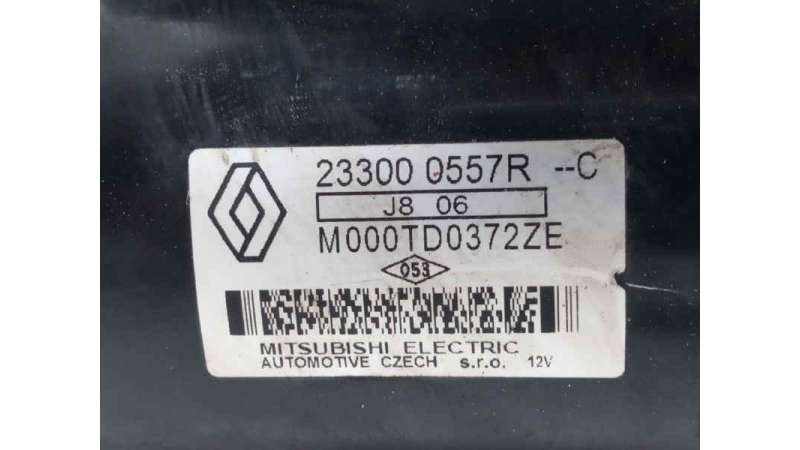 23300 0557R --C
J8 06
M000TD0372ZE
053
MITSUBISHI ELECTRIC
AUTOMOTIVE CZECH s.r.o. 12V